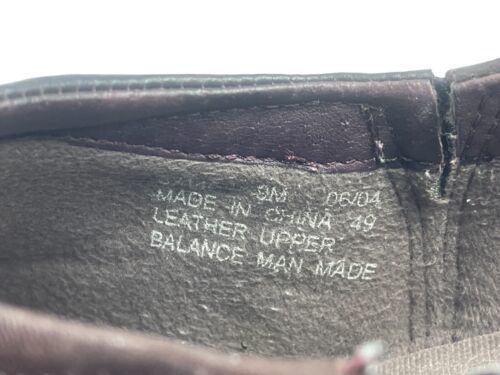 9M 06/04
MADE IN CHINA 49
LEATHER UPPER
BALANCE MAN MADE